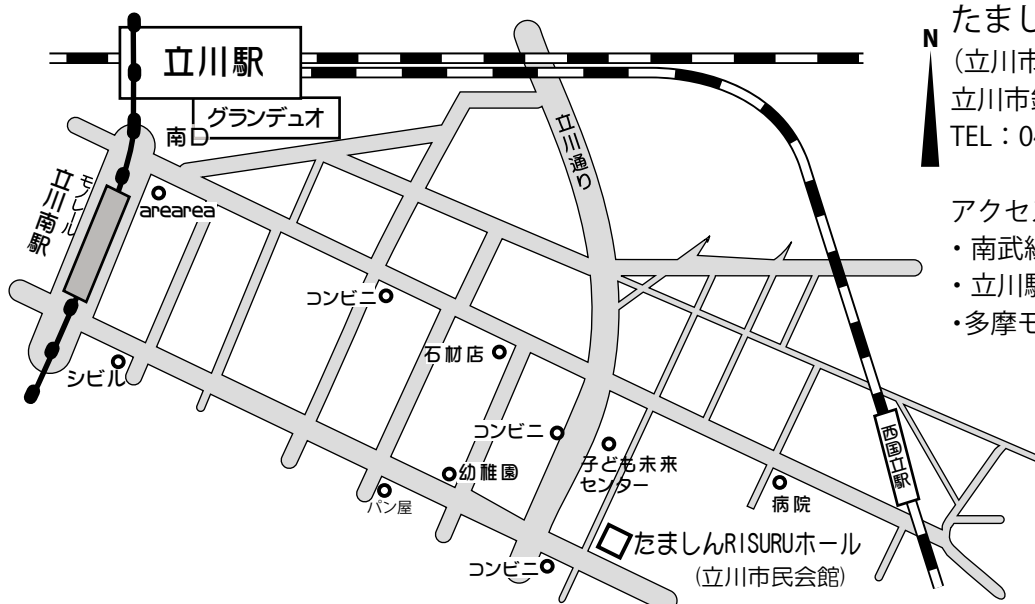 立川駅
グランデュオ
南口
モノレール
立川南駅
arearea
シビル
コンビニ
石材店
コンビニ
幼稚園
パン屋
コンビニ
立川通り
子ども未来
センター
病院
西国立駅
たましんRISURUホール
(立川市民会館)
N
たまし
(立川市
立川市
TEL：0
アクセ
・南武
・立川駅
・多摩モ